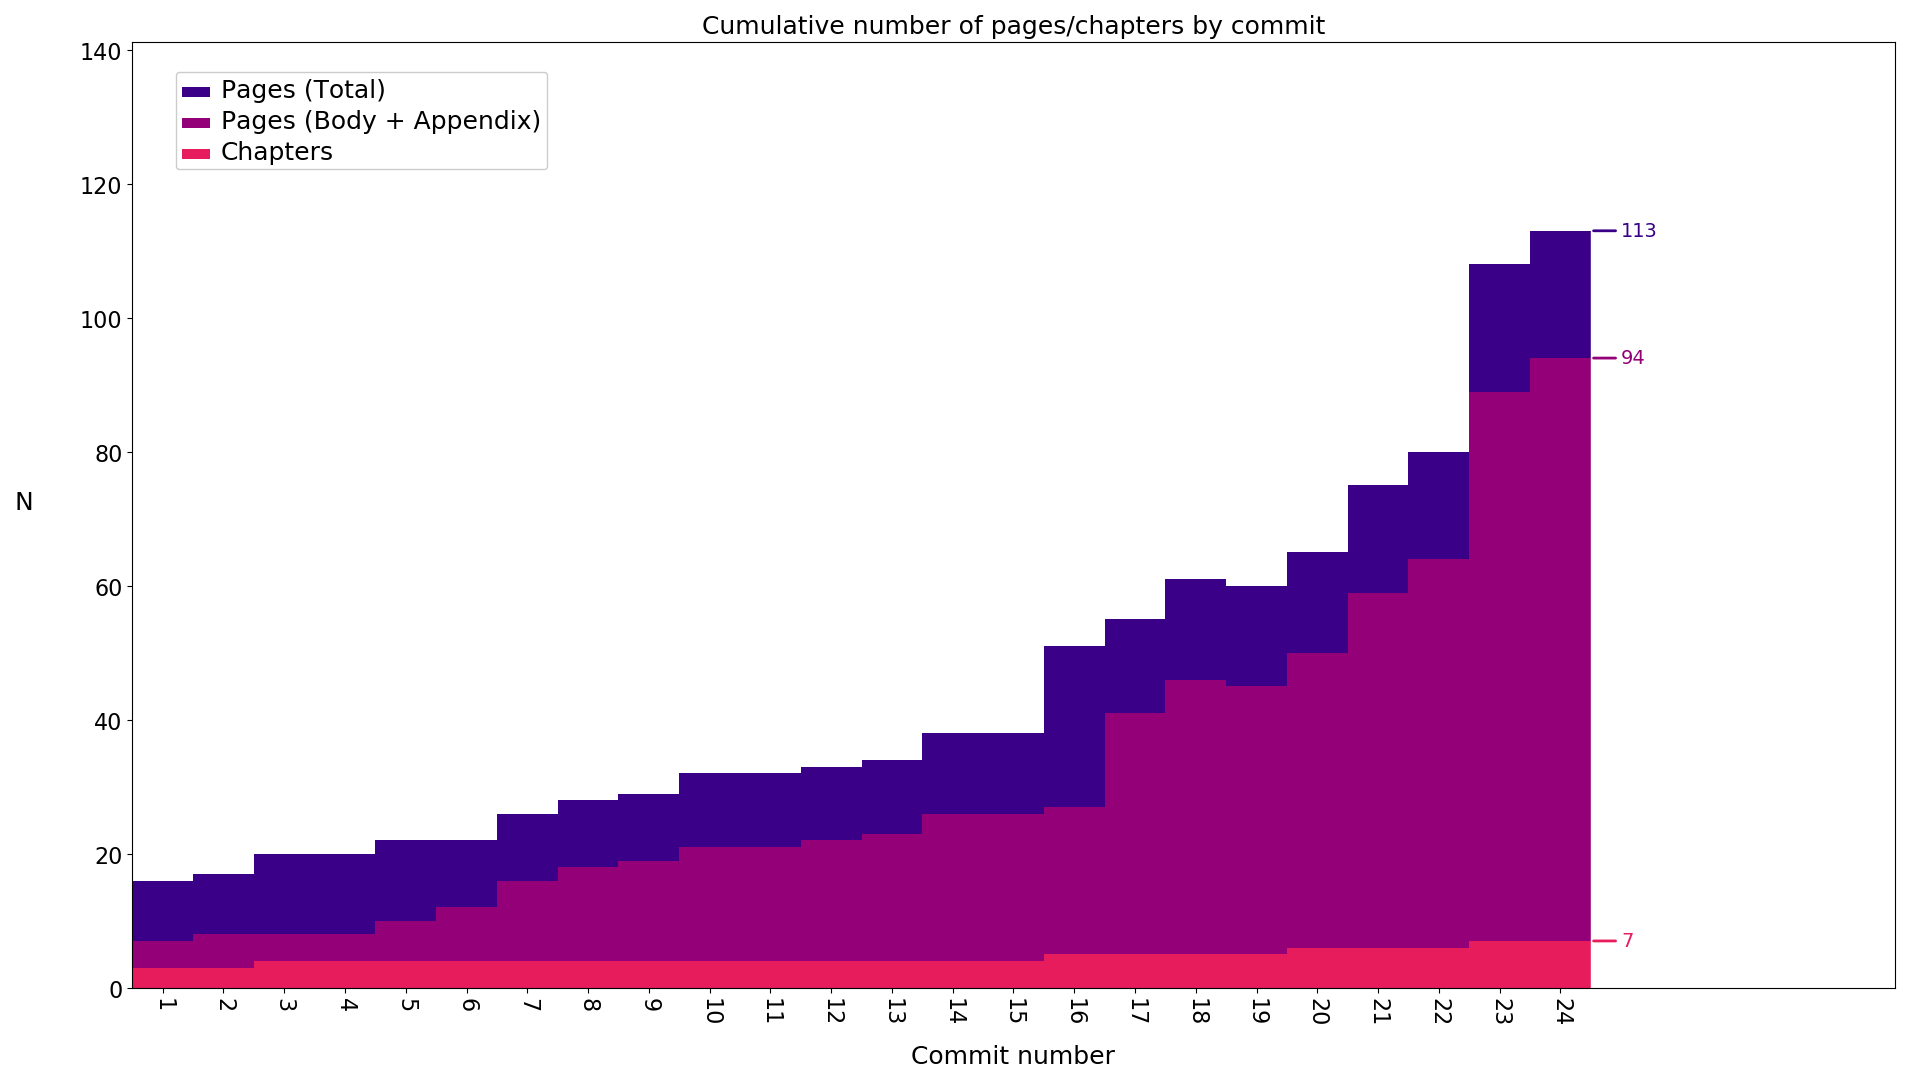 Cumulative number of pages/chapters by commit
140
120
100
80
60
40
20
0
N
Pages (Total)
Pages (Body + Appendix)
Chapters
113
94
7
1 2 3 4 5 6 7 8 9 10 11 12 13 14 15 16 17 18 19 20 21 22 23 24
Commit number